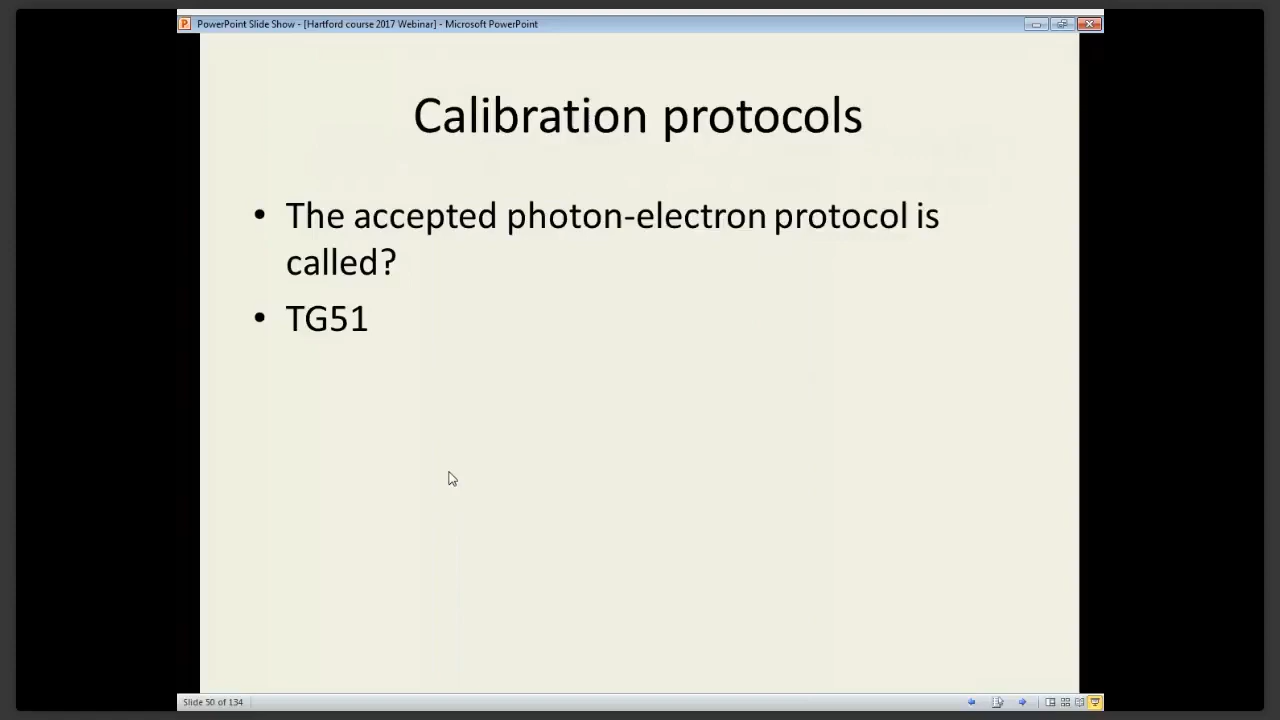 PowerPoint Slide Show - [Hartford course 2017 Webinar] - Microsoft PowerPoint
Calibration protocols
• The accepted photon-electron protocol is
called?
• TG51
Slide 50 of 134